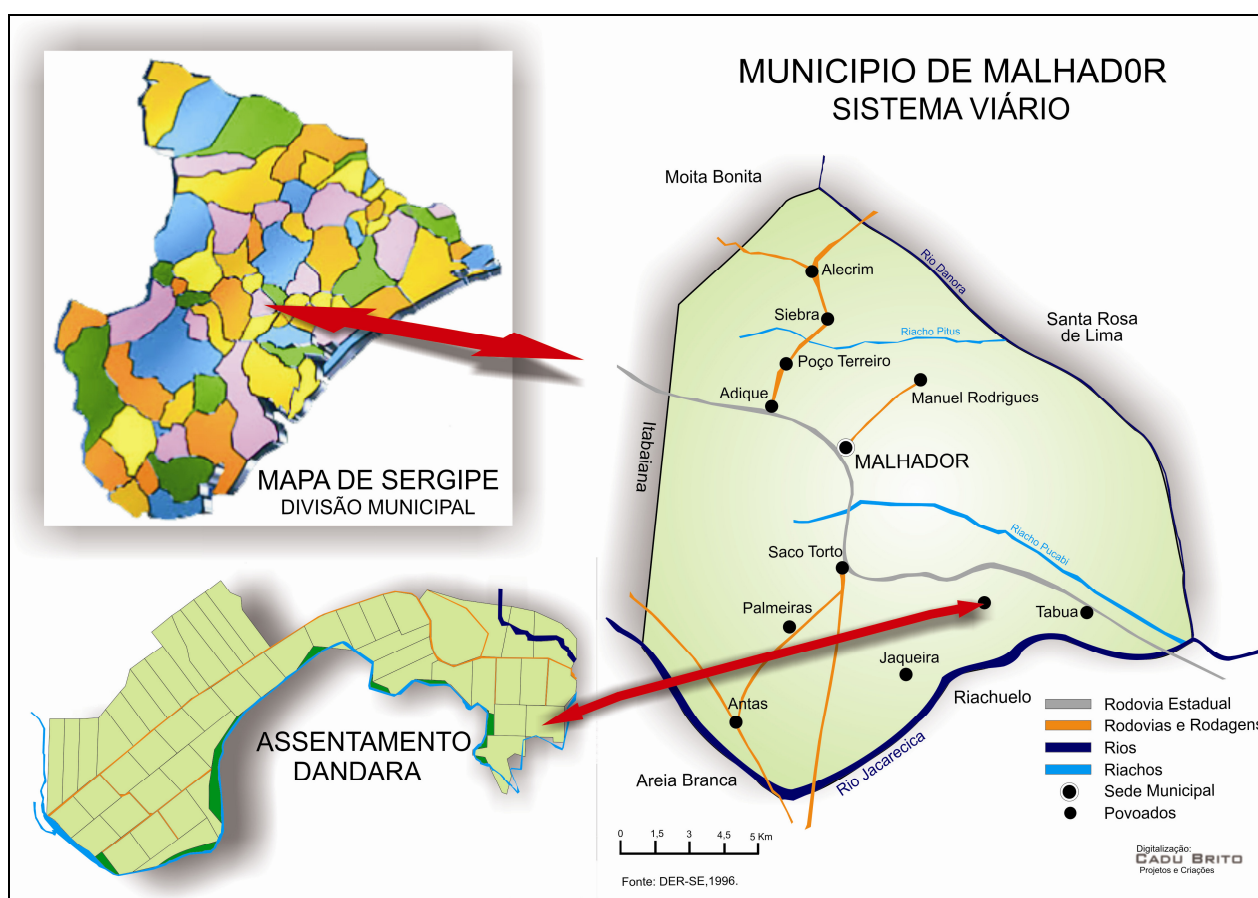 MUNICIPIO DE MALHAD0R
SISTEMA VIÁRIO
MAPA DE SERGIPE
DIVISÃO MUNICIPAL
Moita Bonita
Rio Danora
Alecrim
Siebra
Riacho Pitus
Santa Rosa
de Lima
Poço Terreiro
Adique
Manuel Rodrigues
Itabaiana
MALHADOR
Riacho Pucabi
Saco Torto
Palmeiras
Tabua
Jaqueira
Antas
Riachuelo
Areia Branca
Rio Jacarecica
ASSENTAMENTO
DANDARA
Rodovia Estadual
Rodovias e Rodagens
Rios
Riachos
Sede Municipal
Povoados
0 1,5 3 4,5 5 Km
Fonte: DER-SE,1996.
Digitalização:
CADU BRITO
Projetos e Criações